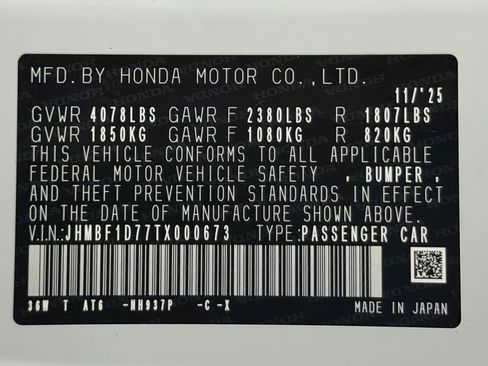 MFD. BY HONDA MOTOR CO., LTD.
11/'25
GVWR 4078LBS GAWR F 2380LBS R 1807LBS
GVWR 1850KG GAWR F 1080KG R 820KG
THIS VEHICLE CONFORMS TO ALL APPLICABLE
FEDERAL MOTOR VEHICLE SAFETY , BUMPER ,
AND THEFT PREVENTION STANDARDS IN EFFECT
ON THE DATE OF MANUFACTURE SHOWN ABOVE.
V.I.N.: JHMBF1D77TX000673 TYPE: PASSENGER CAR
36W T AT6 -NH937P -C -X
MADE IN JAPAN